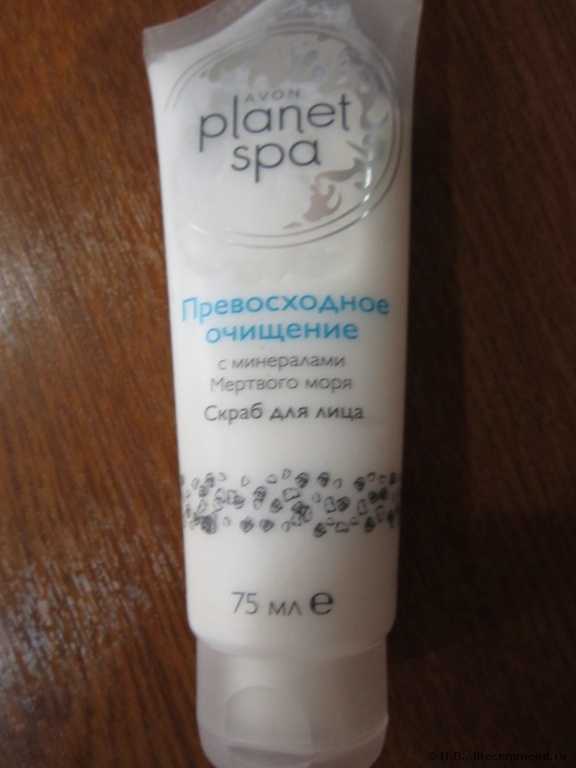 AVON
planet
spa
Превосходное
очищение
с минералами
Мертвого моря
Скраб для лица
75 мл e